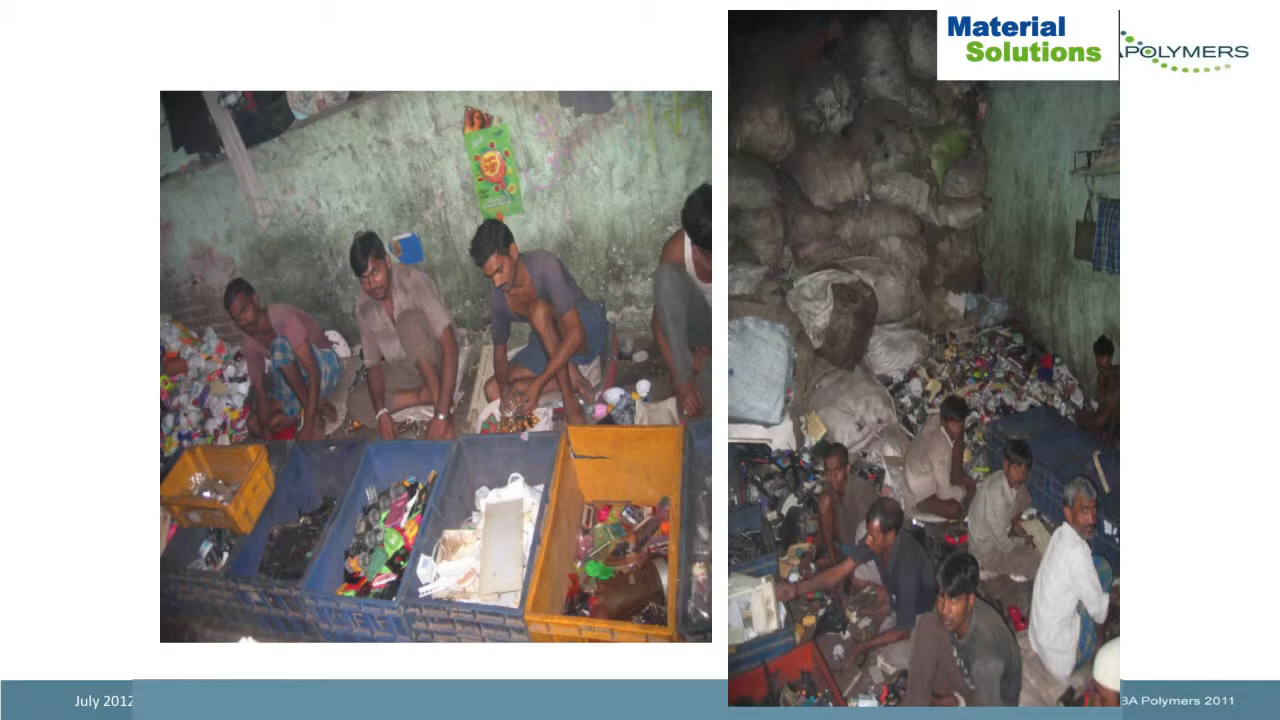 Material
Solutions
POLYMERS
July 2012
BA Polymers 2011